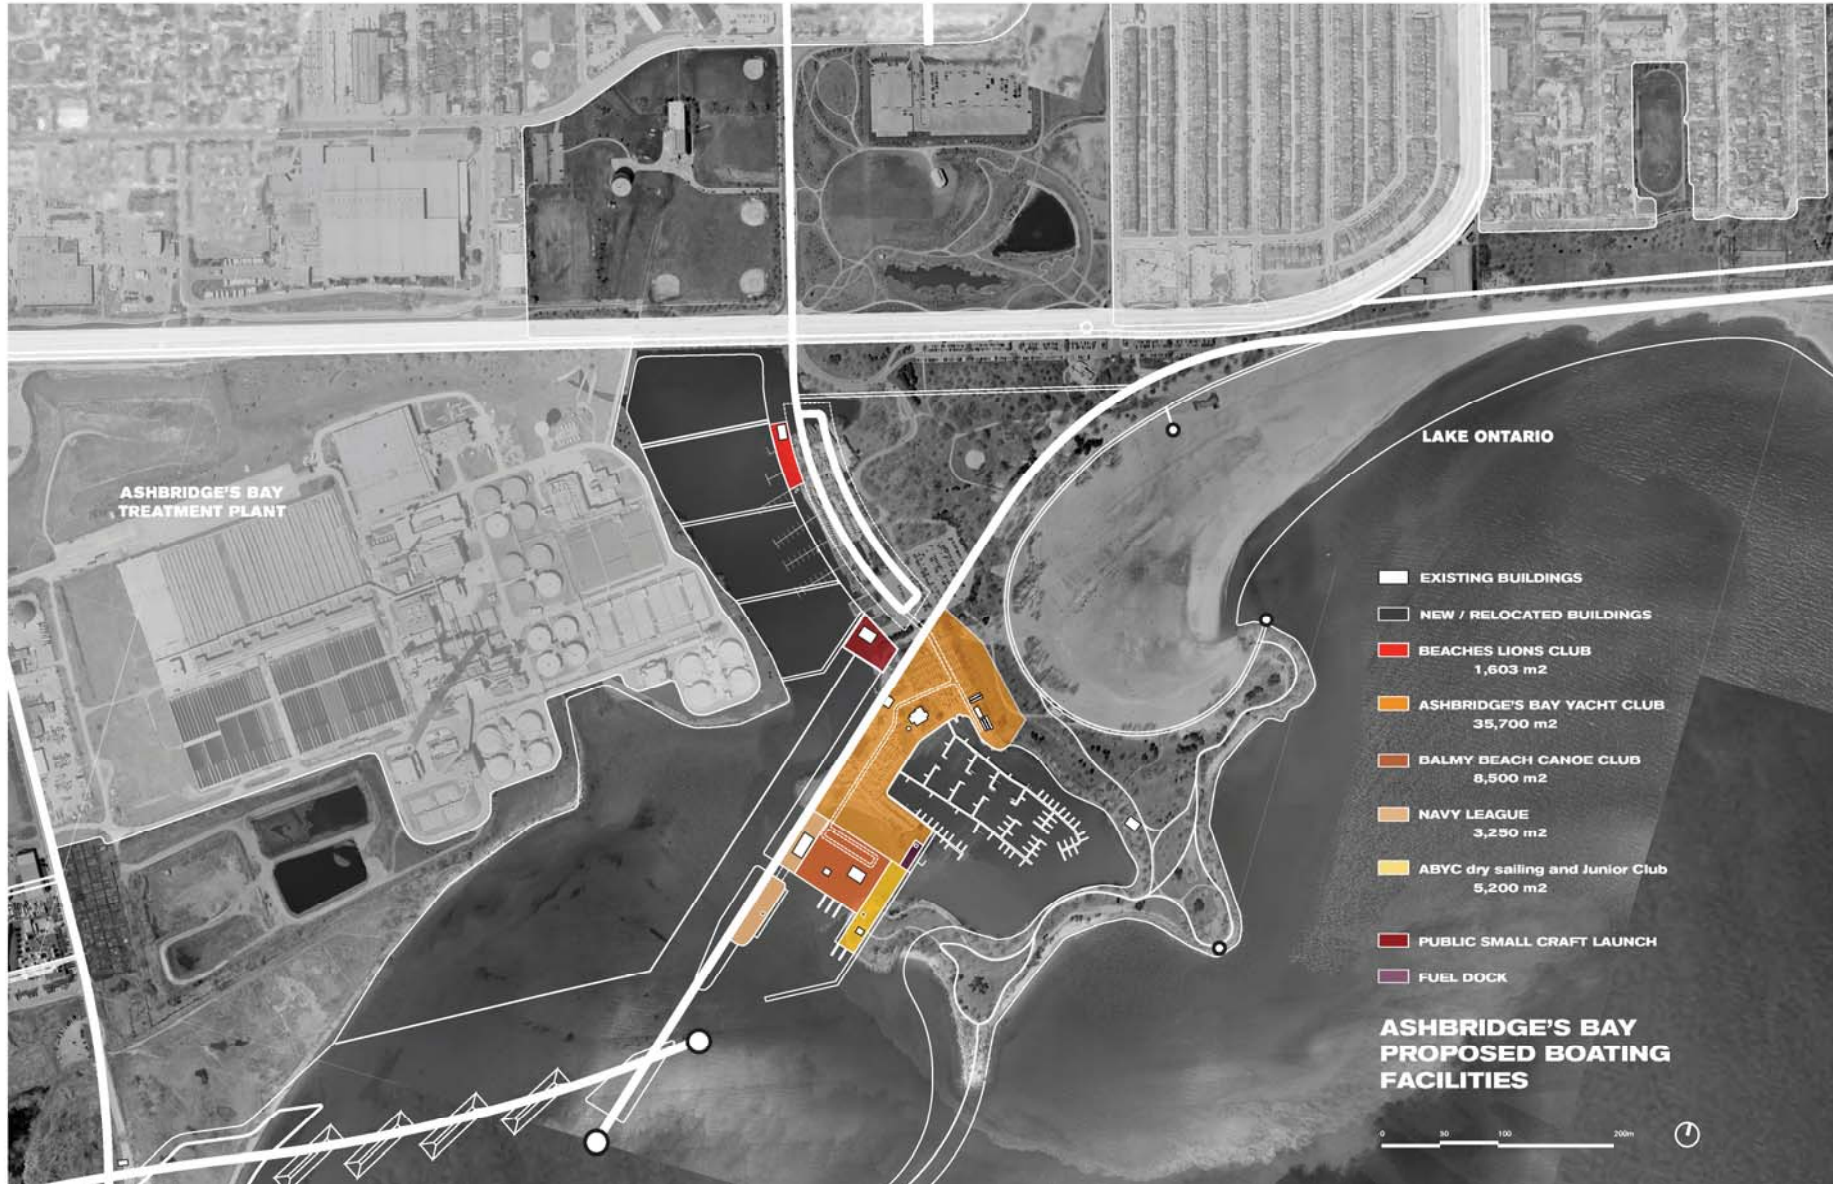 LAKE ONTARIO
ASHBRIDGE'S BAY
TREATMENT PLANT
EXISTING BUILDINGS
NEW / RELOCATED BUILDINGS
BEACHES LIONS CLUB
1,603 m2
ASHBRIDGE'S BAY YACHT CLUB
35,700 m2
BALMY BEACH CANOE CLUB
8,500 m2
NAVY LEAGUE
3,250 m2
ABYC dry sailing and Junior Club
5,200 m2
PUBLIC SMALL CRAFT LAUNCH
FUEL DOCK
ASHBRIDGE'S BAY
PROPOSED BOATING
FACILITIES
0 50 100 200m